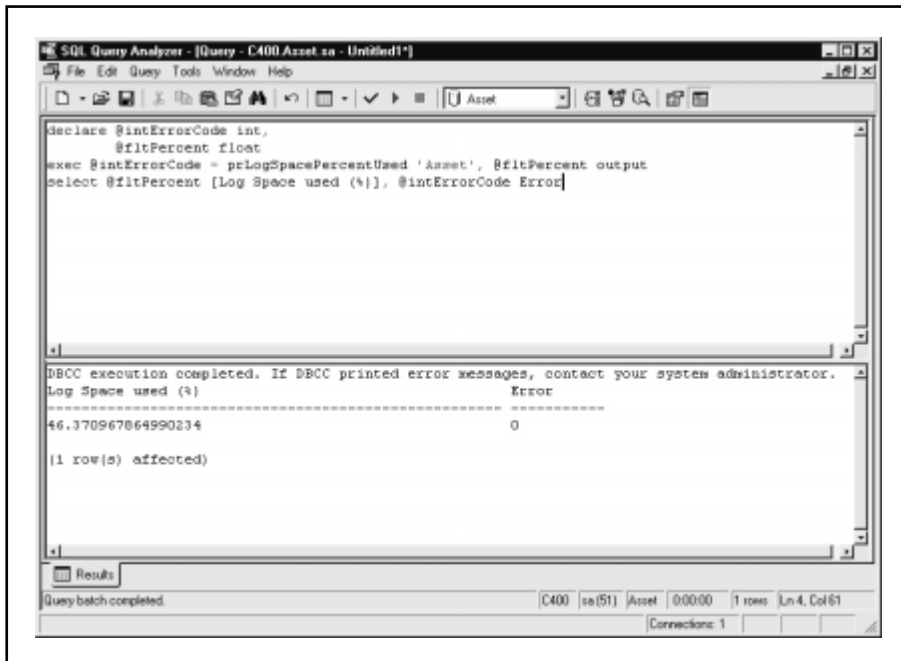 SQL Query Analyzer - [Query - C400.Asset.sa - Untitled1*]
File Edit Query Tools Window Help
Asset
declare @intErrorCode int,
@fltPercent float
exec @intErrorCode = prLogSpacePercentUsed 'Asset', @fltPercent output
select @fltPercent [Log Space used (%)], @intErrorCode Error
DBCC execution completed. If DBCC printed error messages, contact your system administrator.
Log Space used (%) Error
----------------------------------------------------- -----------
46.370967864990234 0
(1 row(s) affected)
Results
Query batch completed. C400 sa (51) Asset 0:00:00 1 rows Ln 4, Col 61
Connections: 1